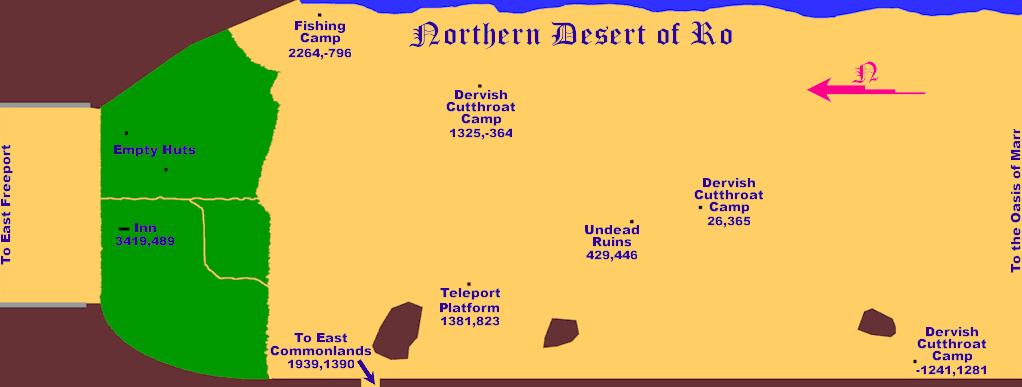 Northern Desert of Ro
N
Fishing
Camp
2264,-796
Dervish
Cutthroat
Camp
1325,-364
To East Freeport
Empty Huts
Inn
3419,489
Dervish
Cutthroat
Camp
26,365
Undead
Ruins
429,446
To the Oasis of Marr
Teleport
Platform
1381,823
To East
Commonlands
1939,1390
Dervish
Cutthroat
Camp
-1241,1281